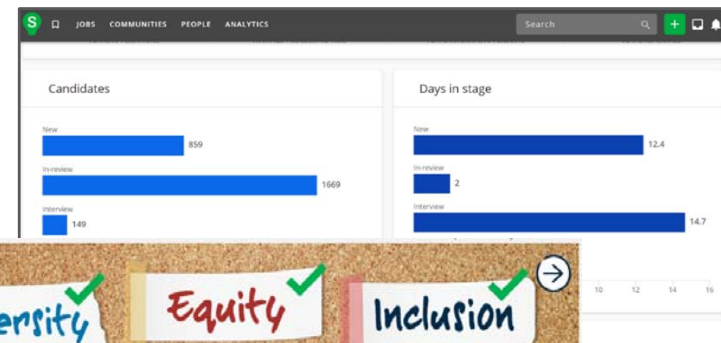 S JOBS COMMUNITIES PEOPLE ANALYTICS Search
Candidates
New
859
In-review
1669
Interview
149
Days in stage
New
12.4
In-review
2
Interview
14.7
10 12 14 16
ersity
Equity
Inclusion